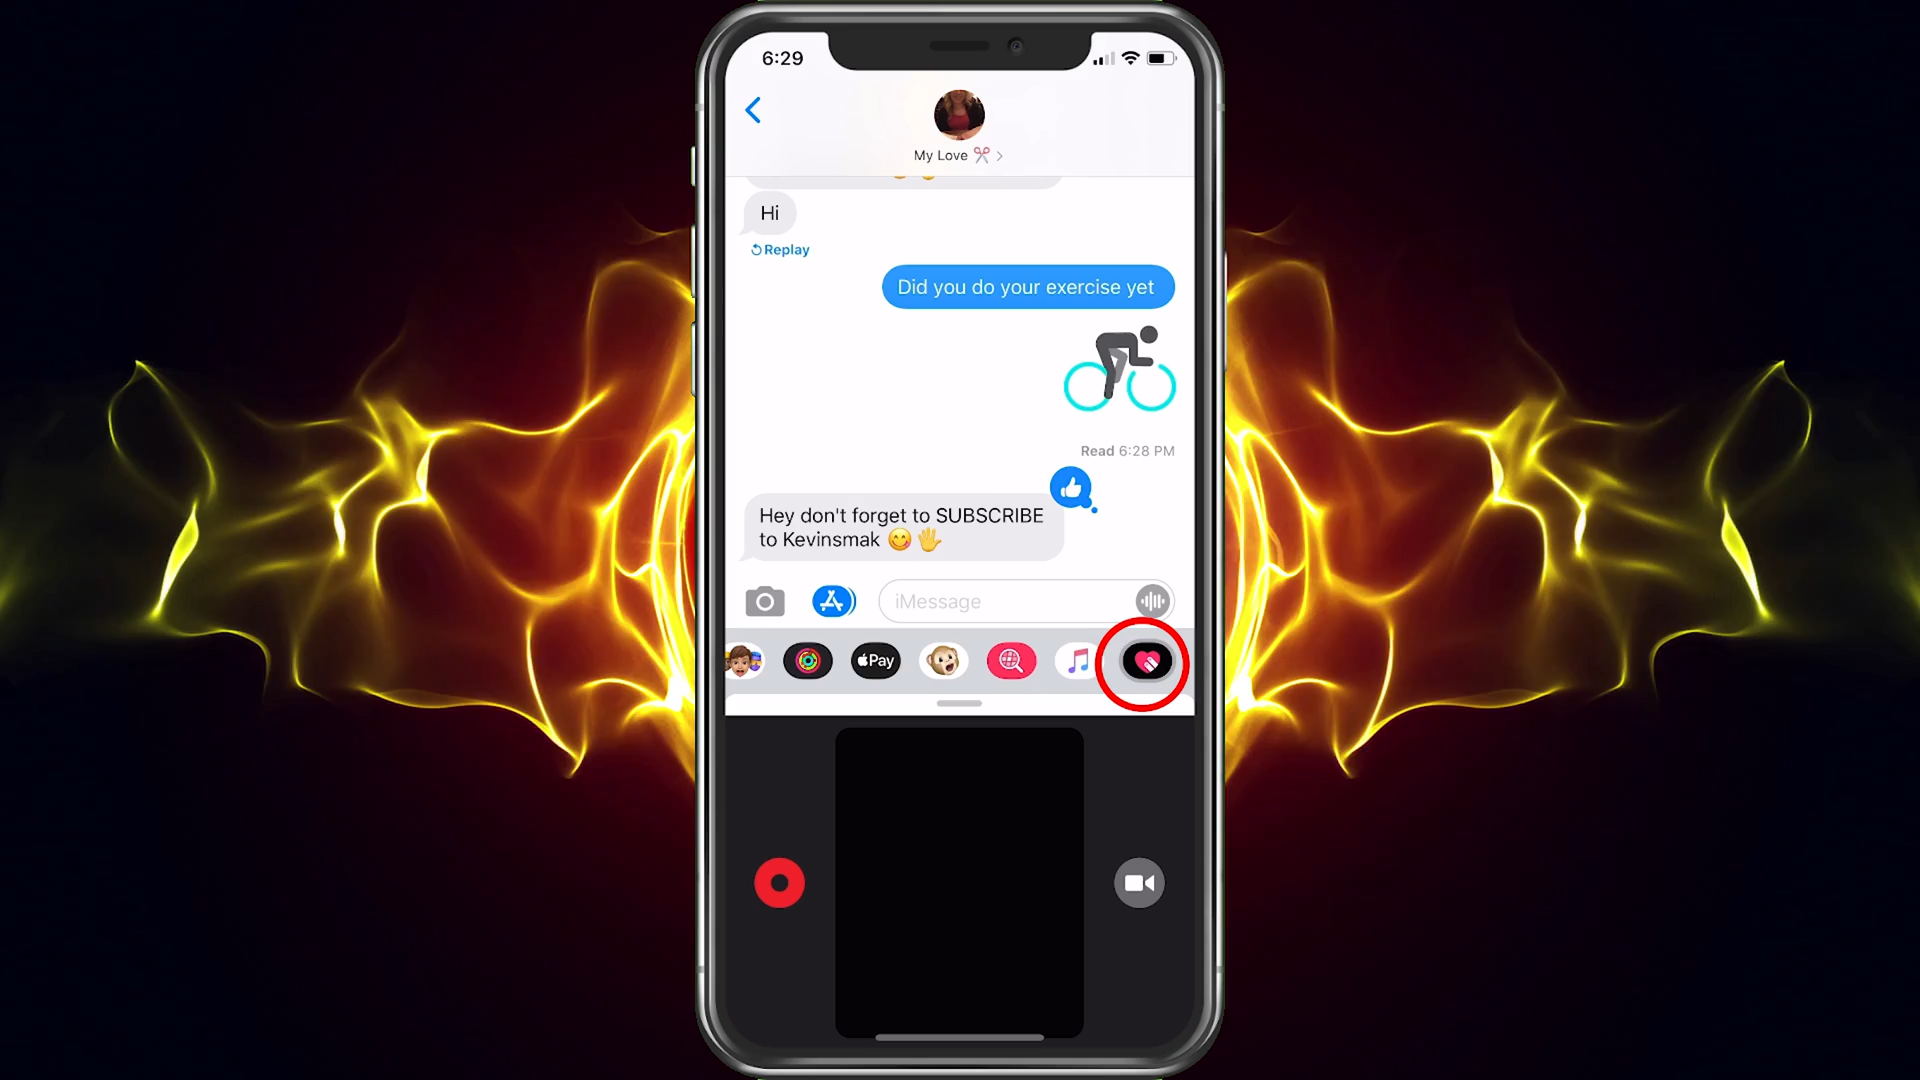 6:29
My Love
Hi
Replay
Did you do your exercise yet
Read 6:28 PM
Hey don't forget to SUBSCRIBE
to Kevinsmak
iMessage
Pay